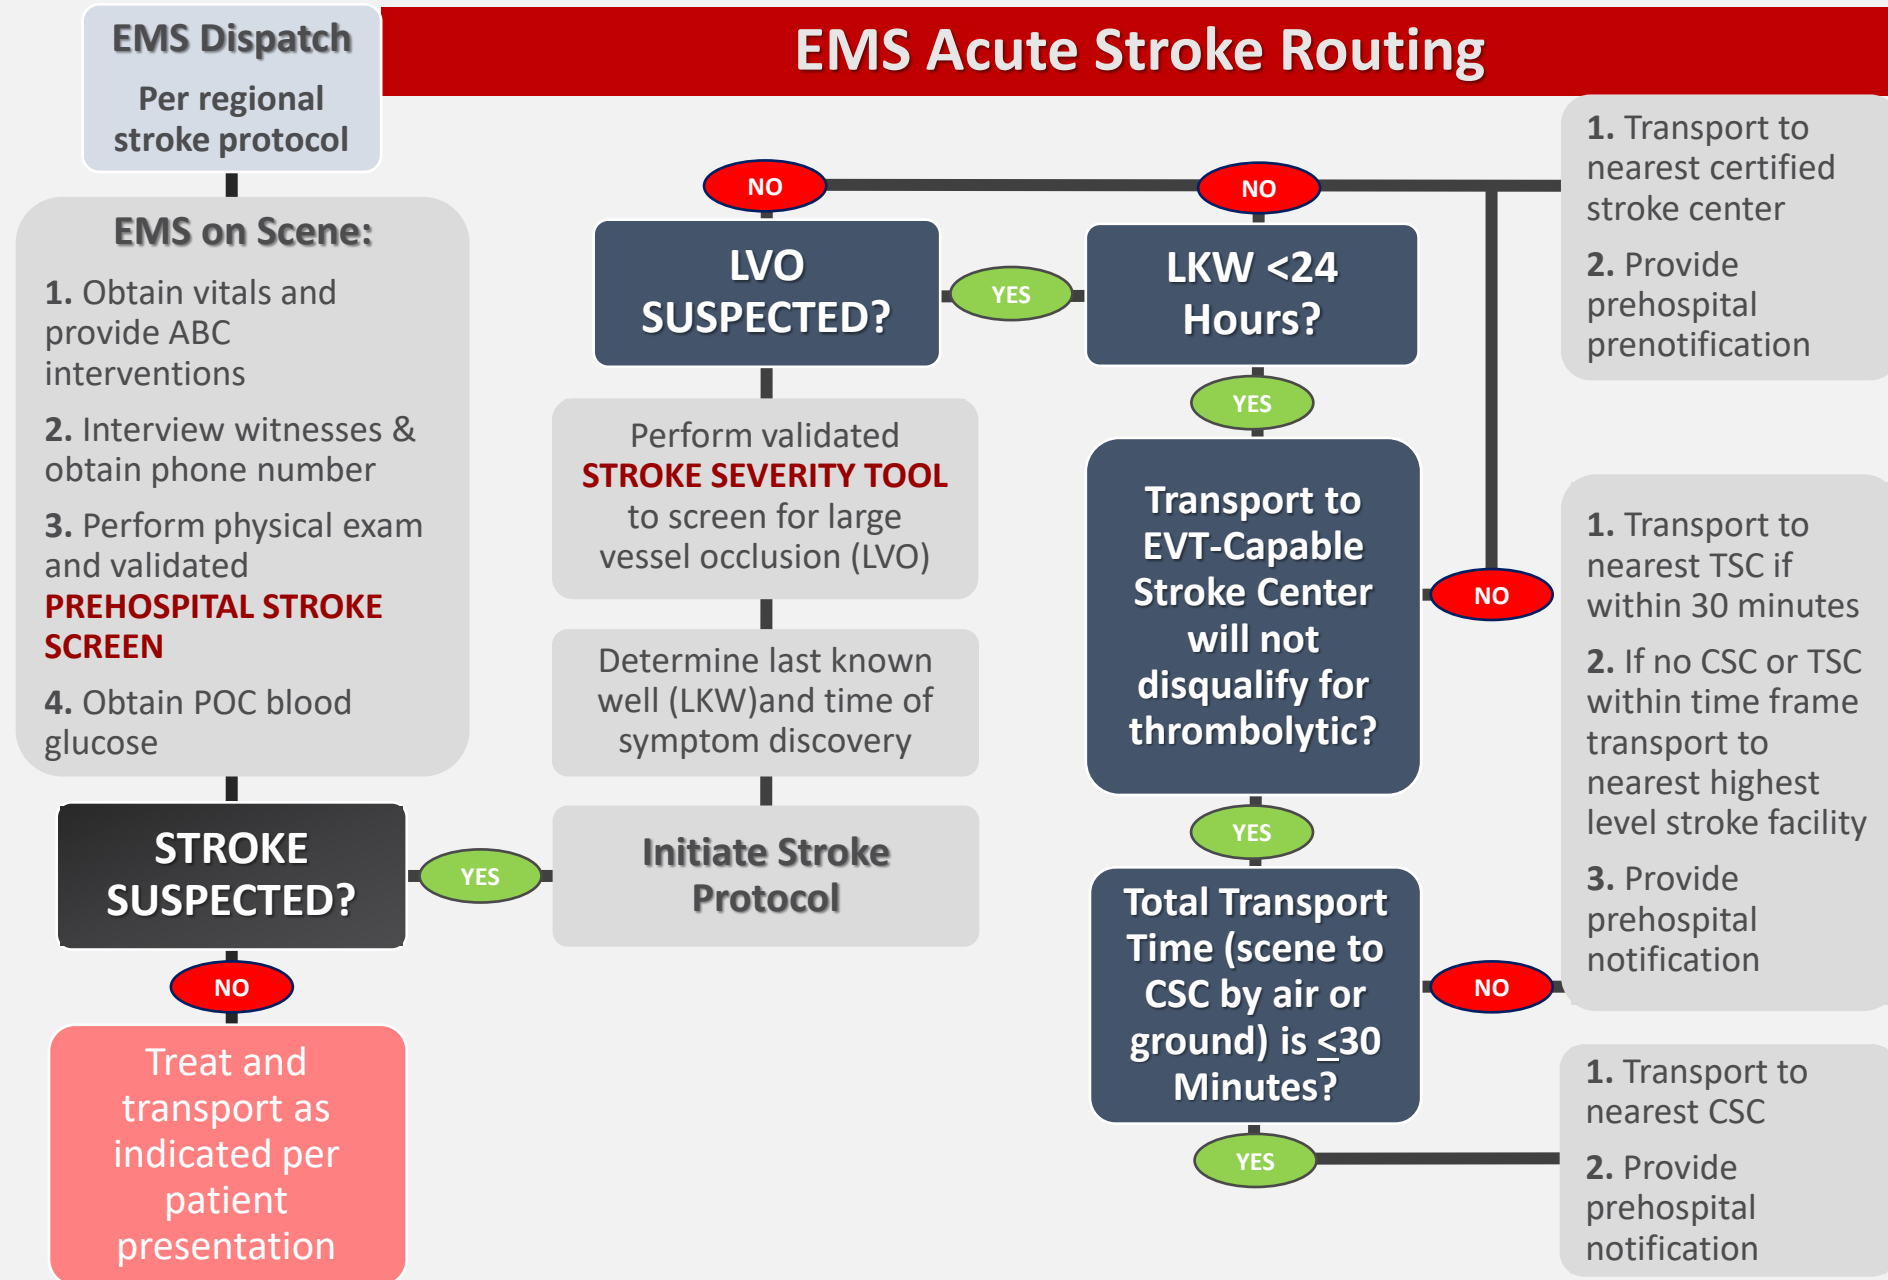 EMS Dispatch
Per regional
stroke protocol
EMS Acute Stroke Routing
EMS on Scene:
1. Obtain vitals and
provide ABC
interventions
2. Interview witnesses &
obtain phone number
3. Perform physical exam
and validated
PREHOSPITAL STROKE
SCREEN
4. Obtain POC blood
glucose
STROKE
SUSPECTED?
NO
Treat and
transport as
indicated per
patient
presentation
YES
Initiate Stroke
Protocol
Determine last known
well (LKW)and time of
symptom discovery
Perform validated
STROKE SEVERITY TOOL
to screen for large
vessel occlusion (LVO)
LVO
SUSPECTED?
NO
YES
LKW <24
Hours?
NO
YES
Transport to
EVT-Capable
Stroke Center
will not
disqualify for
thrombolytic?
NO
YES
Total Transport
Time (scene to
CSC by air or
ground) is <30
Minutes?
NO
YES
1. Transport to
nearest certified
stroke center
2. Provide
prehospital
prenotification
1. Transport to
nearest TSC if
within 30 minutes
2. If no CSC or TSC
within time frame
transport to
nearest highest
level stroke facility
3. Provide
prehospital
notification
1. Transport to
nearest CSC
2. Provide
prehospital
notification